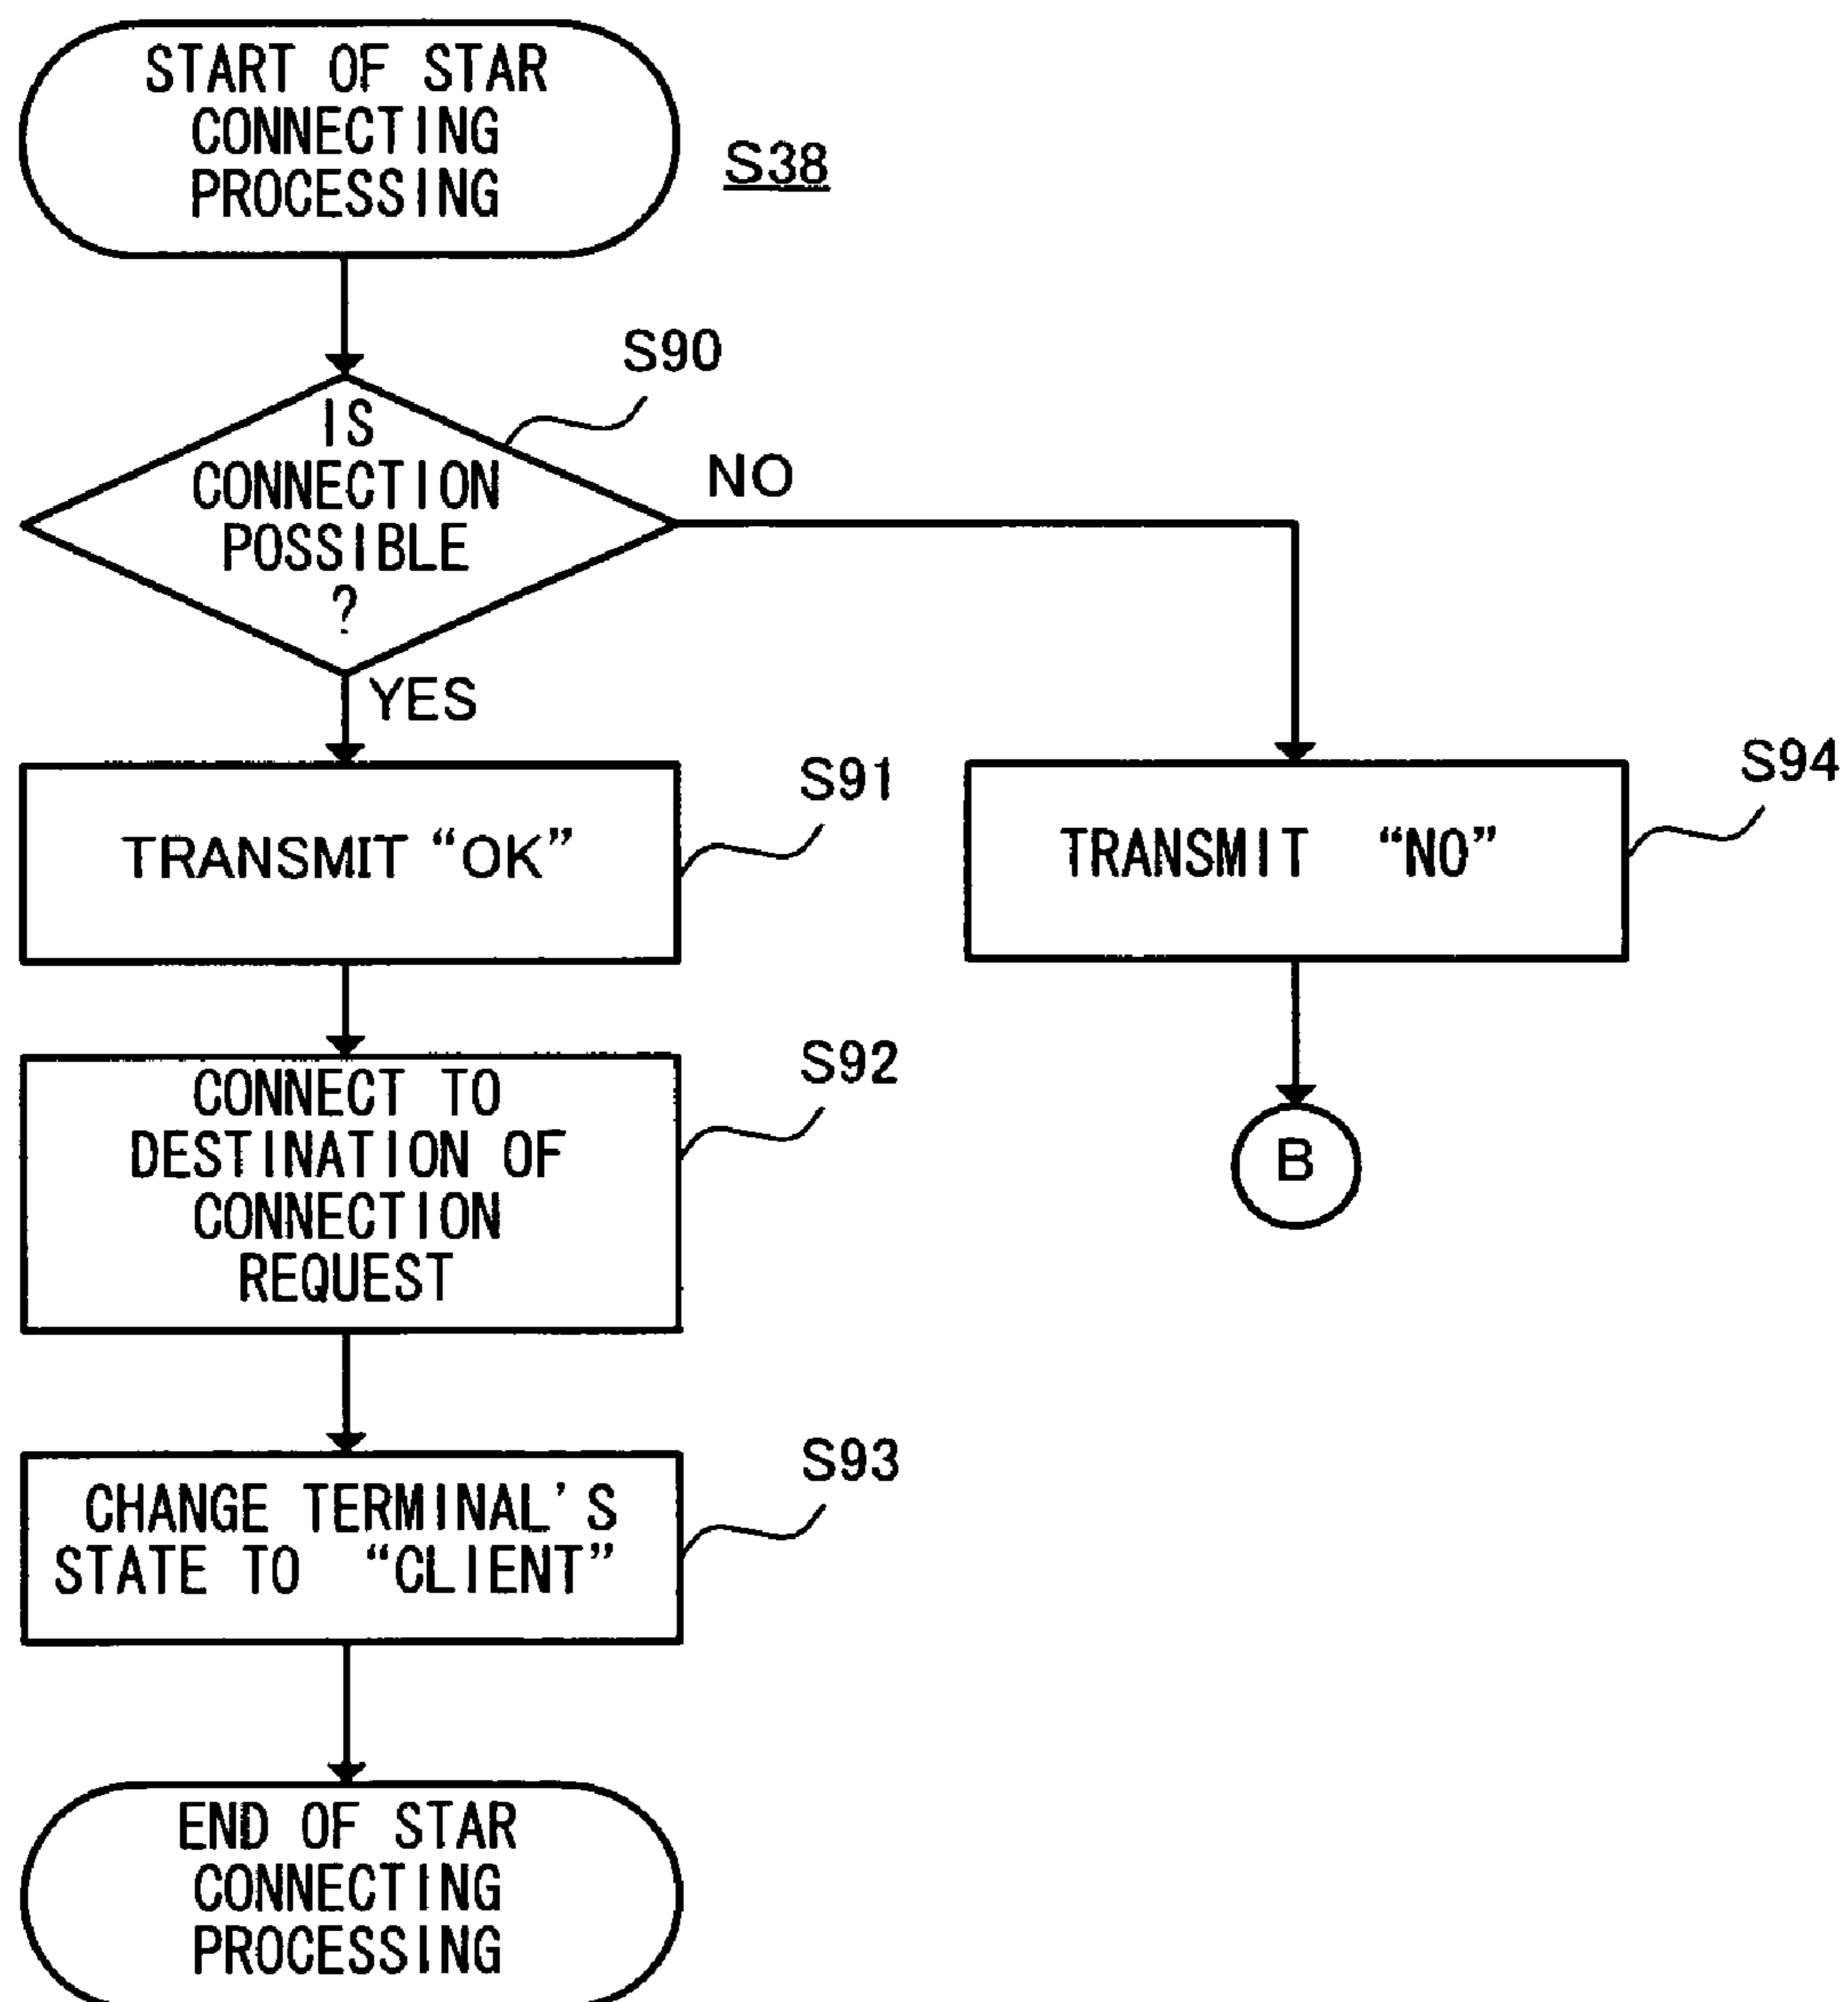 START OF STAR
CONNECTING
PROCESSING
S38
S90
IS
CONNECTION
POSSIBLE
?
NO
YES
S91
TRANSMIT “OK”
S94
TRANSMIT “NO”
S92
CONNECT TO
DESTINATION OF
CONNECTION
REQUEST
B
S93
CHANGE TERMINAL'S
STATE TO “CLIENT”
END OF STAR
CONNECTING
PROCESSING